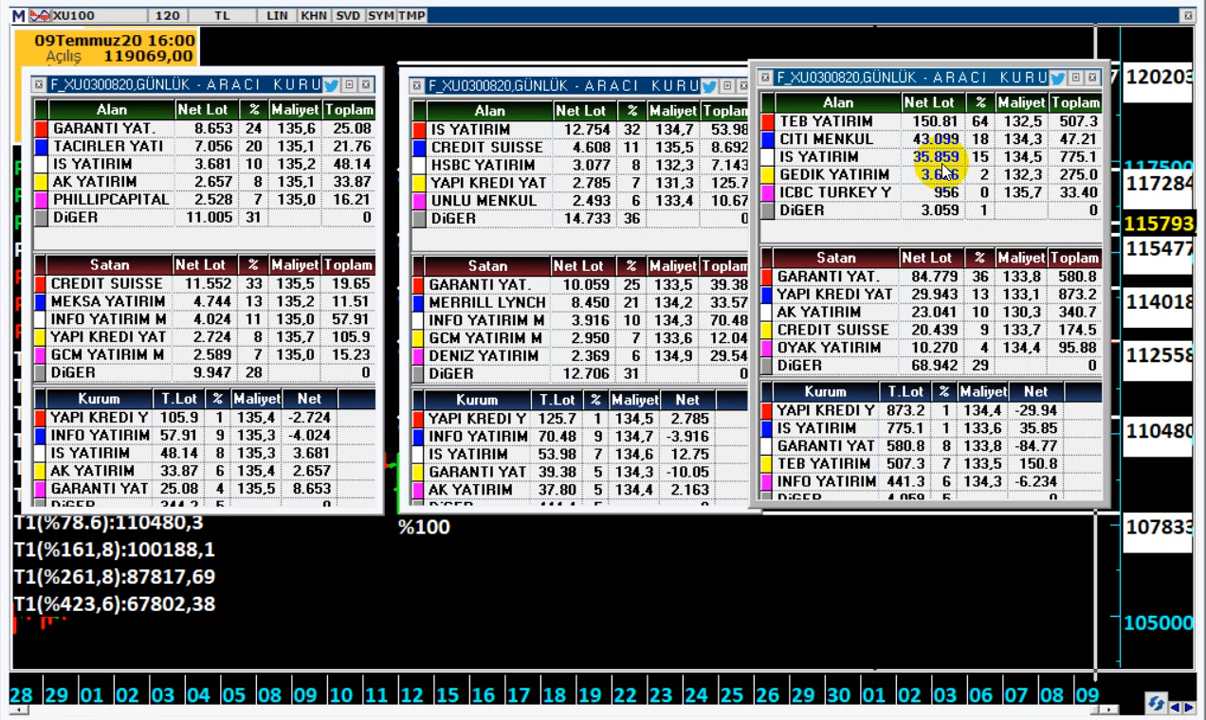 XU100 120 TL LIN KHN SVD SYM TMP
09Temmuz20 16:00
Açılış 119069,00
F_XU0300820,GÜNLÜK - ARACI KURU
Alan Net Lot % Maliyet Toplam
GARANTI YAT. 8.653 24 135,6 25.08
TACIRLER YATI 7.056 20 135,1 21.76
IS YATIRIM 3.681 10 135,2 48.14
AK YATIRIM 2.657 8 135,1 33.87
PHILLIPCAPITAL 2.528 7 135,0 16.21
DiGER 11.005 31 0
Satan Net Lot % Maliyet Toplam
CREDIT SUISSE 11.552 33 135,5 19.65
MEKSA YATIRIM 4.744 13 135,2 11.51
INFO YATIRIM M 4.024 11 135,0 57.91
YAPI KREDI YAT 2.724 8 135,7 105.9
GCM YATIRIM M 2.589 7 135,0 15.23
DiGER 9.947 28 0
Kurum T.Lot % Maliyet Net
YAPI KREDI Y 105.9 1 135,4 -2.724
INFO YATIRIM 57.91 9 135,3 -4.024
IS YATIRIM 48.14 8 135,3 3.681
AK YATIRIM 33.87 6 135,4 2.657
GARANTI YAT 25.08 4 135,5 8.653
F_XU0300820,GÜNLÜK - ARACI KURU
Alan Net Lot % Maliyet Toplam
IS YATIRIM 12.754 32 134,7 53.98
CREDIT SUISSE 4.608 11 135,5 8.692
HSBC YATIRIM 3.077 8 132,3 7.143
YAPI KREDI YAT 2.785 7 131,3 125.7
UNLU MENKUL 2.493 6 133,4 10.67
DiGER 14.733 36 0
Satan Net Lot % Maliyet Toplam
GARANTI YAT. 10.059 25 133,5 39.38
MERRILL LYNCH 8.450 21 134,2 33.57
INFO YATIRIM M 3.916 10 134,3 70.48
GCM YATIRIM M 2.950 7 133,6 12.04
DENIZ YATIRIM 2.369 6 134,9 29.54
DiGER 12.706 31 0
Kurum T.Lot % Maliyet Net
YAPI KREDI Y 125.7 1 134,5 2.785
INFO YATIRIM 70.48 9 134,7 -3.916
IS YATIRIM 53.98 7 134,6 12.75
GARANTI YAT 39.38 5 134,3 -10.05
AK YATIRIM 37.80 5 134,4 2.163
F_XU0300820,GÜNLÜK - ARACI KURU
Alan Net Lot % Maliyet Toplam
TEB YATIRIM 150.81 64 132,5 507.3
CITI MENKUL 43.099 18 134,3 47.21
IS YATIRIM 35.859 15 134,5 775.1
GEDIK YATIRIM 2 132,3 275.0
ICBC TURKEY Y 956 0 135,7 33.40
DiGER 3.059 1 0
Satan Net Lot % Maliyet Toplam
GARANTI YAT. 84.779 36 133,8 580.8
YAPI KREDI YAT 29.943 13 133,1 873.2
AK YATIRIM 23.041 10 130,3 340.7
CREDIT SUISSE 20.439 9 133,7 174.5
OYAK YATIRIM 10.270 4 134,4 95.88
DiGER 68.942 29 0
Kurum T.Lot % Maliyet Net
YAPI KREDI Y 873.2 1 134,4 -29.94
IS YATIRIM 775.1 1 133,6 35.85
GARANTI YAT 580.8 8 133,8 -84.77
TEB YATIRIM 507.3 7 133,5 150.8
INFO YATIRIM 441.3 6 134,3 -6.234
120203
117500
117284
115793,
115477
114018
112558
110480
107833
105000
T1(%78.6):110480,3
T1(%161,8):100188,1
T1(%261,8):87817,69
T1(%423,6):67802,38
%100
28 29 01 02 03 04 05 08 09 10 11 12 15 16 17 18 19 22 23 24 25 26 29 30 01 02 03 06 07 08 09